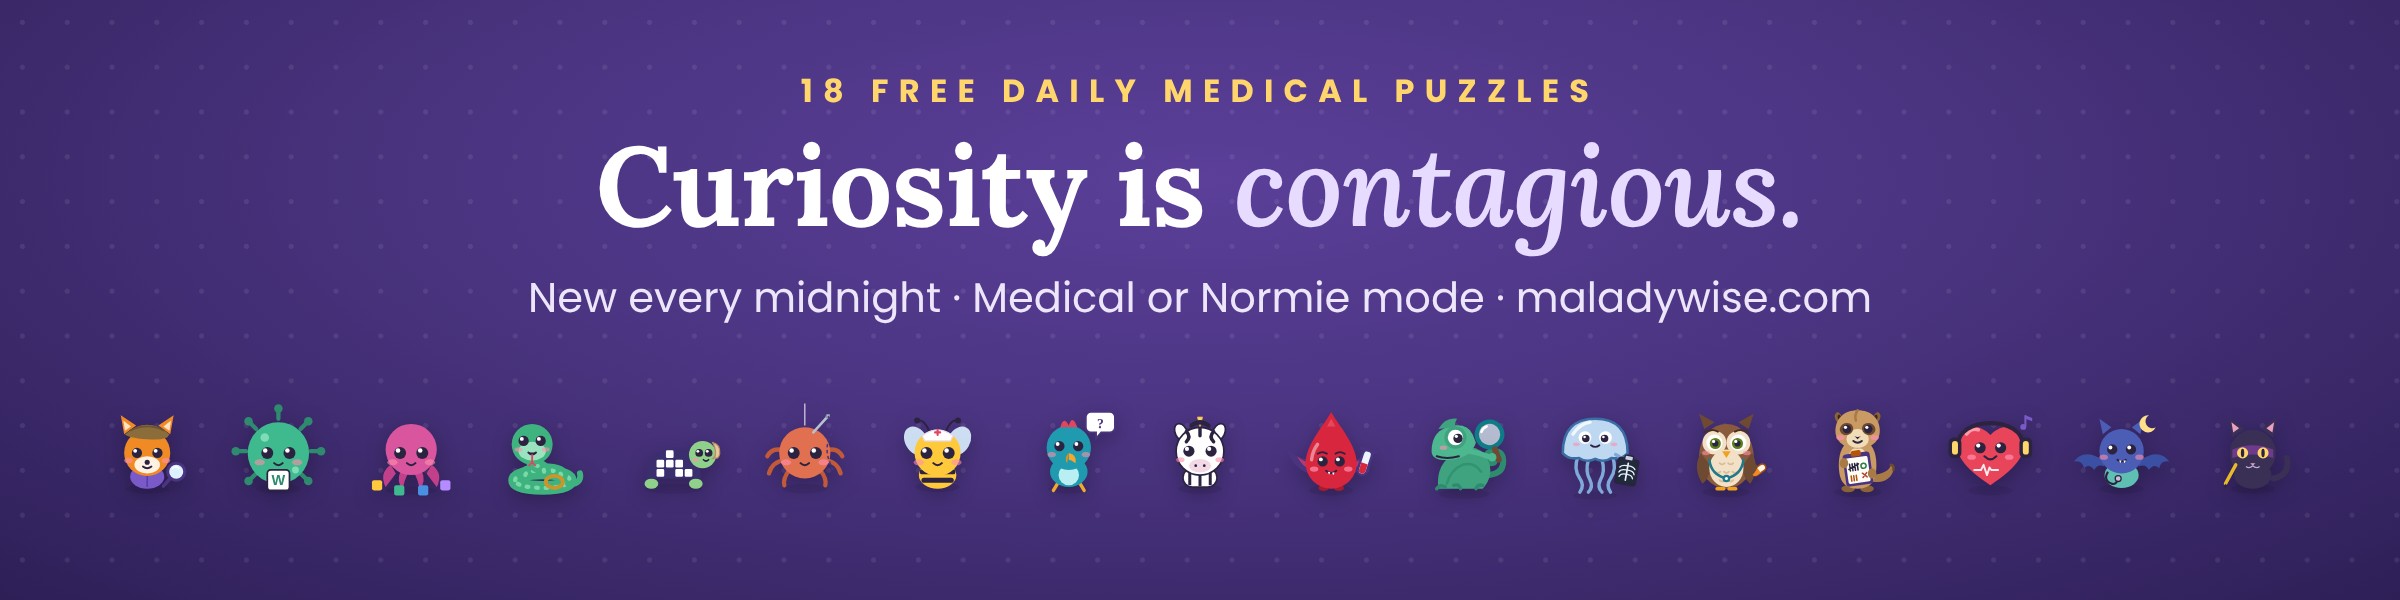 18 FREE DAILY MEDICAL PUZZLES
Curiosity is contagious.
New every midnight · Medical or Normie mode · maladywise.com
?
W